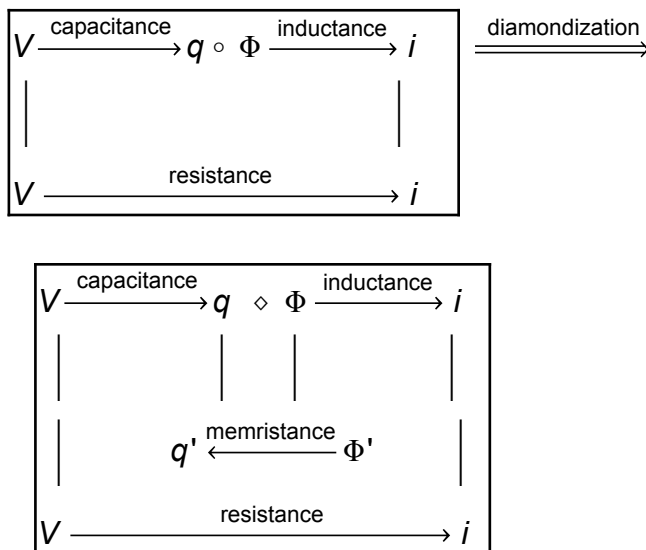 capacitance inductance diamondization
V q ∘ Φ i
resistance
V i
capacitance inductance
V q ⋄ Φ i
memristance
q' Φ'
resistance
V i